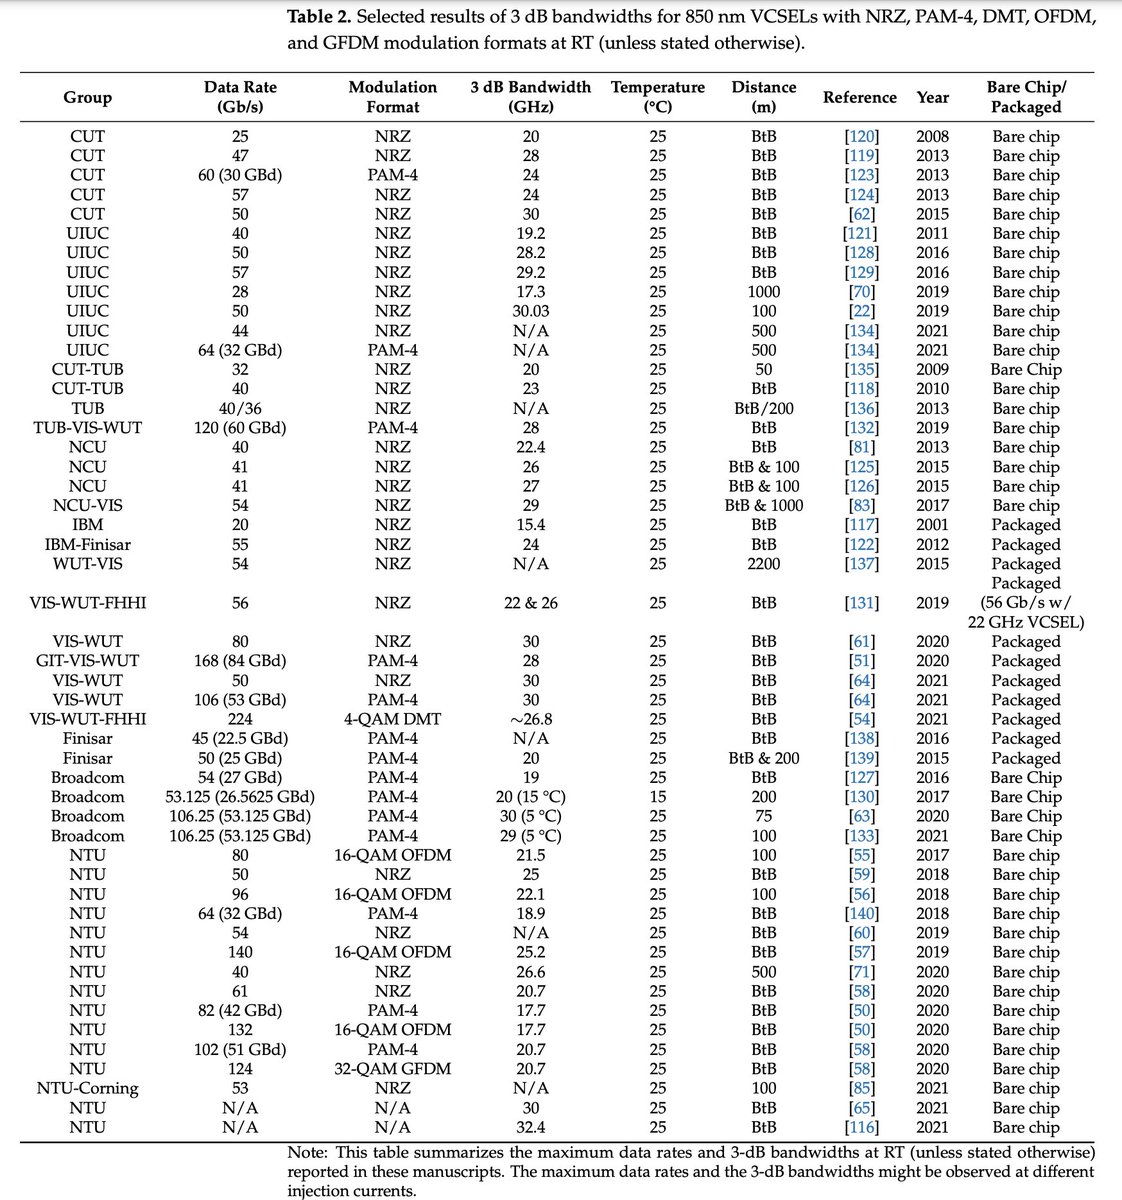 Table 2. Selected results of 3 dB bandwidths for 850 nm VCSELs with NRZ, PAM-4, DMT, OFDM,
and GFDM modulation formats at RT (unless stated otherwise).
Group Data Rate (Gb/s) Modulation Format 3 dB Bandwidth (GHz) Temperature (°C) Distance (m) Reference Year Bare Chip/ Packaged
CUT 25 NRZ 20 25 BtB [120] 2008 Bare chip
CUT 47 NRZ 28 25 BtB [119] 2013 Bare chip
CUT 60 (30 GBd) PAM-4 24 25 BtB [123] 2013 Bare chip
CUT 57 NRZ 24 25 BtB [124] 2013 Bare chip
CUT 50 NRZ 30 25 BtB [62] 2015 Bare chip
UIUC 40 NRZ 19.2 25 BtB [121] 2011 Bare chip
UIUC 50 NRZ 28.2 25 BtB [128] 2016 Bare chip
UIUC 57 NRZ 29.2 25 BtB [129] 2016 Bare chip
UIUC 28 NRZ 17.3 25 1000 [70] 2019 Bare chip
UIUC 50 NRZ 30.03 25 100 [22] 2019 Bare chip
UIUC 44 NRZ N/A 25 500 [134] 2021 Bare chip
UIUC 64 (32 GBd) PAM-4 N/A 25 500 [134] 2021 Bare chip
CUT-TUB 32 NRZ 20 25 50 [135] 2009 Bare Chip
CUT-TUB 40 NRZ 23 25 BtB [118] 2010 Bare chip
TUB 40/36 NRZ N/A 25 BtB/200 [136] 2013 Bare chip
TUB-VIS-WUT 120 (60 GBd) PAM-4 28 25 BtB [132] 2019 Bare chip
NCU 40 NRZ 22.4 25 BtB [81] 2013 Bare chip
NCU 41 NRZ 26 25 BtB & 100 [125] 2015 Bare chip
NCU 41 NRZ 27 25 BtB & 100 [126] 2015 Bare chip
NCU-VIS 54 NRZ 29 25 BtB & 1000 [83] 2017 Bare chip
IBM 20 NRZ 15.4 25 BtB [117] 2001 Packaged
IBM-Finisar 55 NRZ 24 25 BtB [122] 2012 Packaged
WUT-VIS 54 NRZ N/A 25 2200 [137] 2015 Packaged
VIS-WUT-FHHI 56 NRZ 22 & 26 25 BtB [131] 2019 Packaged (56 Gb/s w/ 22 GHz VCSEL)
VIS-WUT 80 NRZ 30 25 BtB [61] 2020 Packaged
GIT-VIS-WUT 168 (84 GBd) PAM-4 28 25 BtB [51] 2020 Packaged
VIS-WUT 50 NRZ 30 25 BtB [64] 2021 Packaged
VIS-WUT 106 (53 GBd) PAM-4 30 25 BtB [64] 2021 Packaged
VIS-WUT-FHHI 224 4-QAM DMT ~26.8 25 BtB [54] 2021 Packaged
Finisar 45 (22.5 GBd) PAM-4 N/A 25 BtB [138] 2016 Packaged
Finisar 50 (25 GBd) PAM-4 20 25 BtB & 200 [139] 2015 Packaged
Broadcom 54 (27 GBd) PAM-4 19 25 BtB [127] 2016 Bare Chip
Broadcom 53.125 (26.5625 GBd) PAM-4 20 (15 °C) 15 200 [130] 2017 Bare Chip
Broadcom 106.25 (53.125 GBd) PAM-4 30 (5 °C) 25 75 [63] 2020 Bare Chip
Broadcom 106.25 (53.125 GBd) PAM-4 29 (5 °C) 25 100 [133] 2021 Bare Chip
NTU 80 16-QAM OFDM 21.5 25 100 [55] 2017 Bare chip
NTU 50 NRZ 25 25 BtB [59] 2018 Bare chip
NTU 96 16-QAM OFDM 22.1 25 100 [56] 2018 Bare chip
NTU 64 (32 GBd) PAM-4 18.9 25 BtB [140] 2018 Bare chip
NTU 54 NRZ N/A 25 BtB [60] 2019 Bare chip
NTU 140 16-QAM OFDM 25.2 25 BtB [57] 2019 Bare chip
NTU 40 NRZ 26.6 25 500 [71] 2020 Bare chip
NTU 61 NRZ 20.7 25 BtB [58] 2020 Bare chip
NTU 82 (42 GBd) PAM-4 17.7 25 BtB [50] 2020 Bare chip
NTU 132 16-QAM OFDM 17.7 25 BtB [50] 2020 Bare chip
NTU 102 (51 GBd) PAM-4 20.7 25 BtB [58] 2020 Bare chip
NTU 124 32-QAM GFDM 20.7 25 BtB [58] 2020 Bare chip
NTU-Corning 53 NRZ N/A 25 100 [85] 2021 Bare chip
NTU N/A N/A 30 25 BtB [65] 2021 Bare chip
NTU N/A N/A 32.4 25 BtB [116] 2021 Bare chip
Note: This table summarizes the maximum data rates and 3-dB bandwidths at RT (unless stated otherwise)
reported in these manuscripts. The maximum data rates and the 3-dB bandwidths might be observed at different
injection currents.